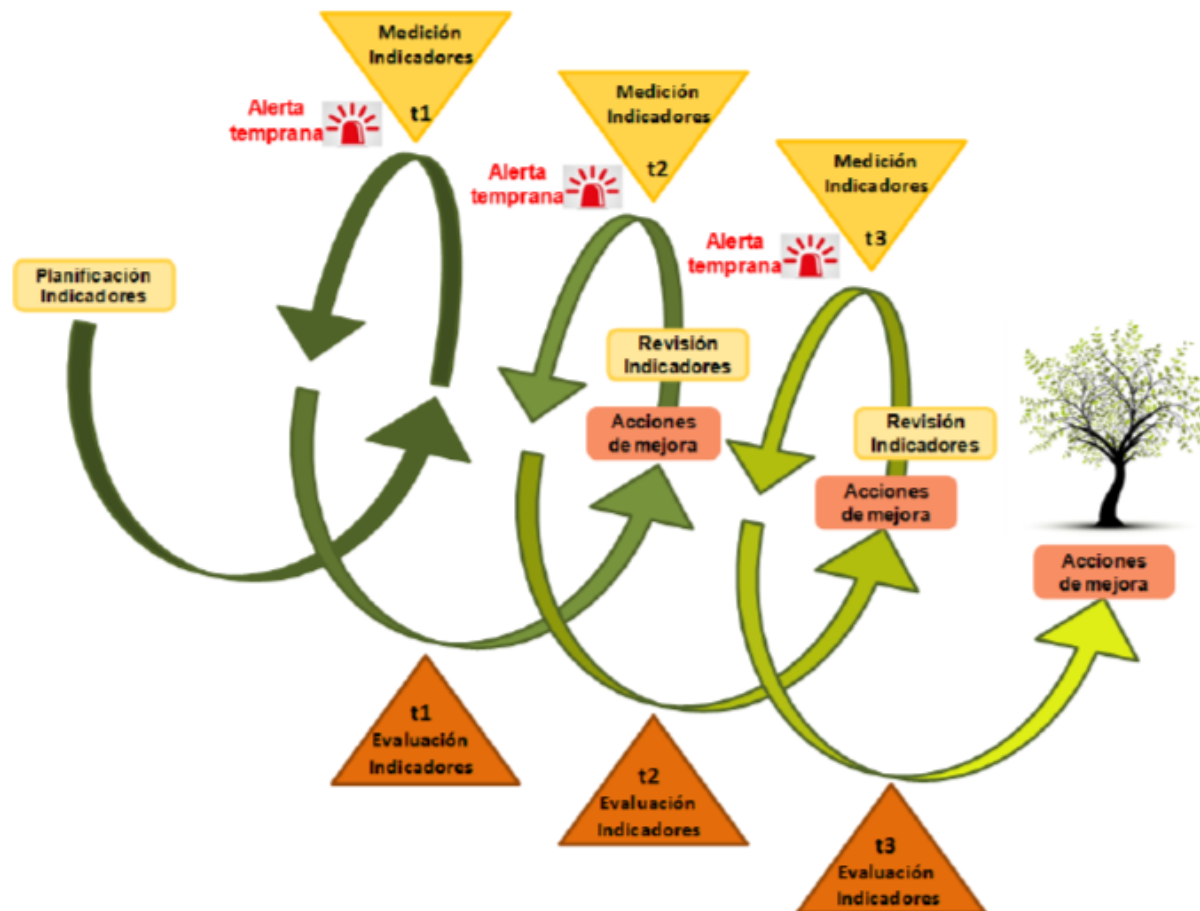 Medición
Indicadores
t1
Alerta
temprana
Medición
Indicadores
t2
Alerta
temprana
Medición
Indicadores
t3
Alerta
temprana
Planificación
Indicadores
Revisión
Indicadores
Acciones
de mejora
Revisión
Indicadores
Acciones
de mejora
Acciones
de mejora
t1
Evaluación
Indicadores
t2
Evaluación
Indicadores
t3
Evaluación
Indicadores